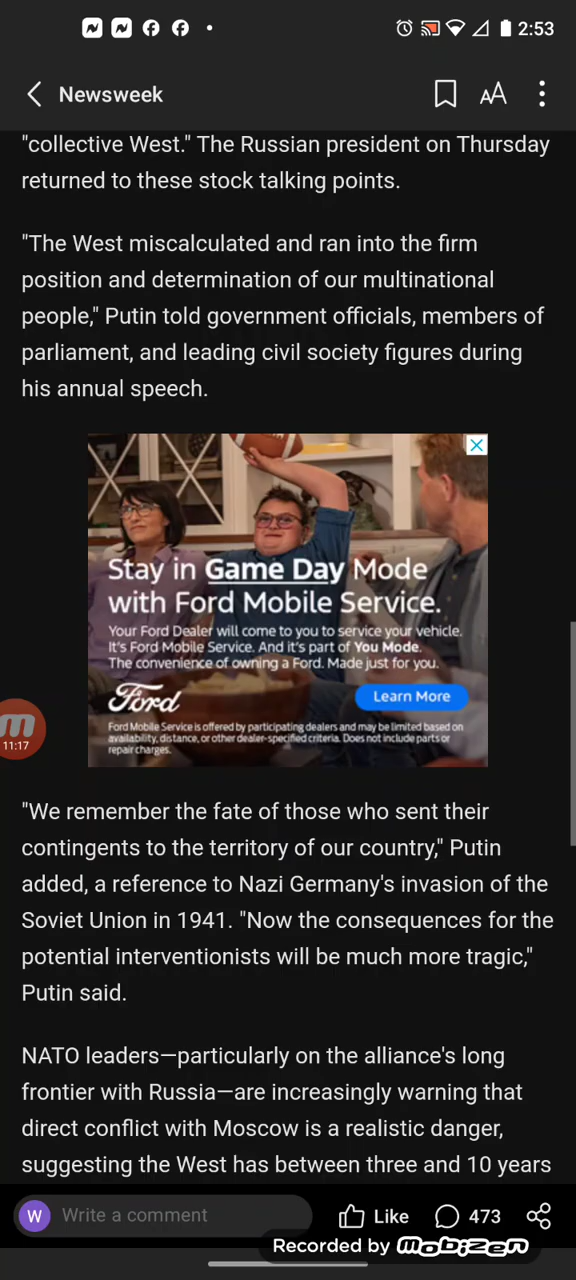 2:53
Newsweek
AA
"collective West." The Russian president on Thursday
returned to these stock talking points.
"The West miscalculated and ran into the firm
position and determination of our multinational
people," Putin told government officials, members of
parliament, and leading civil society figures during
his annual speech.
Stay in Game Day Mode
with Ford Mobile Service.
Your Ford Dealer will come to you to service your vehicle.
It's Ford Mobile Service. And it's part of You Mode.
The convenience of owning a Ford. Made just for you.
Ford
Learn More
Ford Mobile Service is offered by participating dealers and may be limited based on
availability, distance, or other dealer-specified criteria. Does not include parts or
repair charges.
m
11:17
"We remember the fate of those who sent their
contingents to the territory of our country," Putin
added, a reference to Nazi Germany's invasion of the
Soviet Union in 1941. "Now the consequences for the
potential interventionists will be much more tragic,"
Putin said.
NATO leaders—particularly on the alliance's long
frontier with Russia—are increasingly warning that
direct conflict with Moscow is a realistic danger,
suggesting the West has between three and 10 years
W
Write a comment
Like
473
Recorded by mobizen